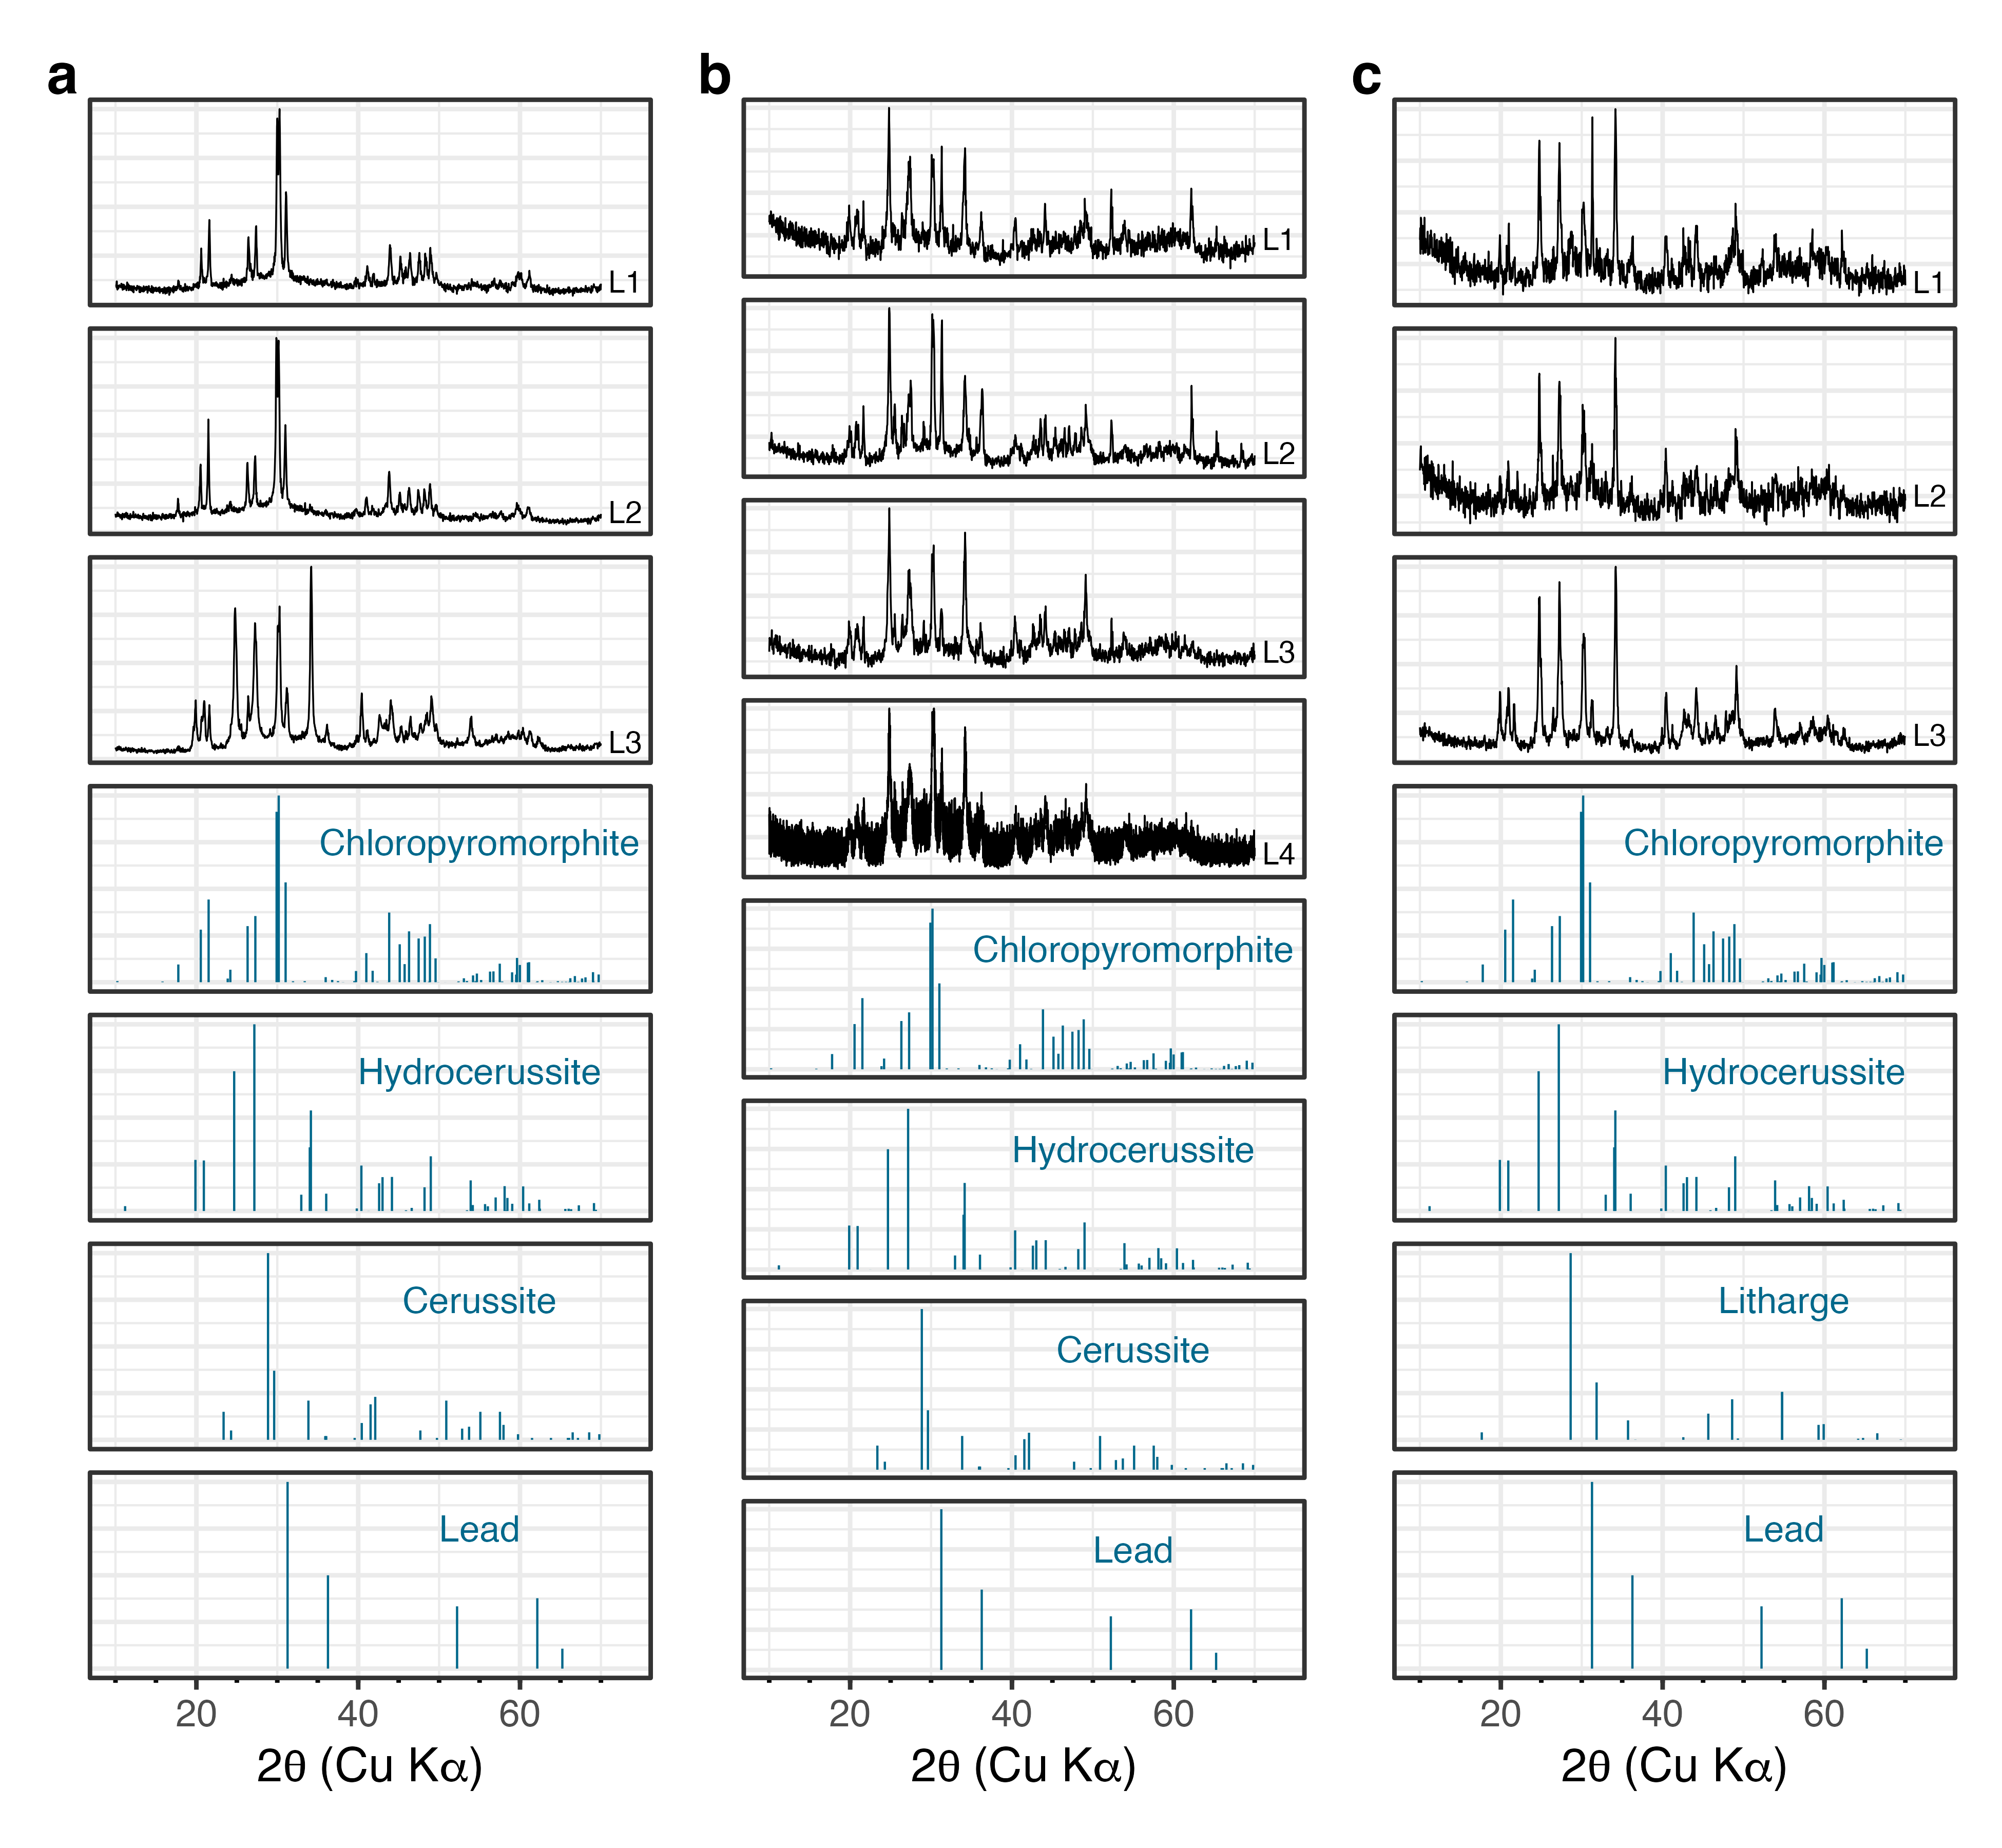 a
L1
L2
L3
Chloropyromorphite
Hydrocerussite
Cerussite
Lead
20 40 60
2θ (Cu Kα)
b
L1
L2
L3
L4
Chloropyromorphite
Hydrocerussite
Cerussite
Lead
20 40 60
2θ (Cu Kα)
c
L1
L2
L3
Chloropyromorphite
Hydrocerussite
Litharge
Lead
20 40 60
2θ (Cu Kα)